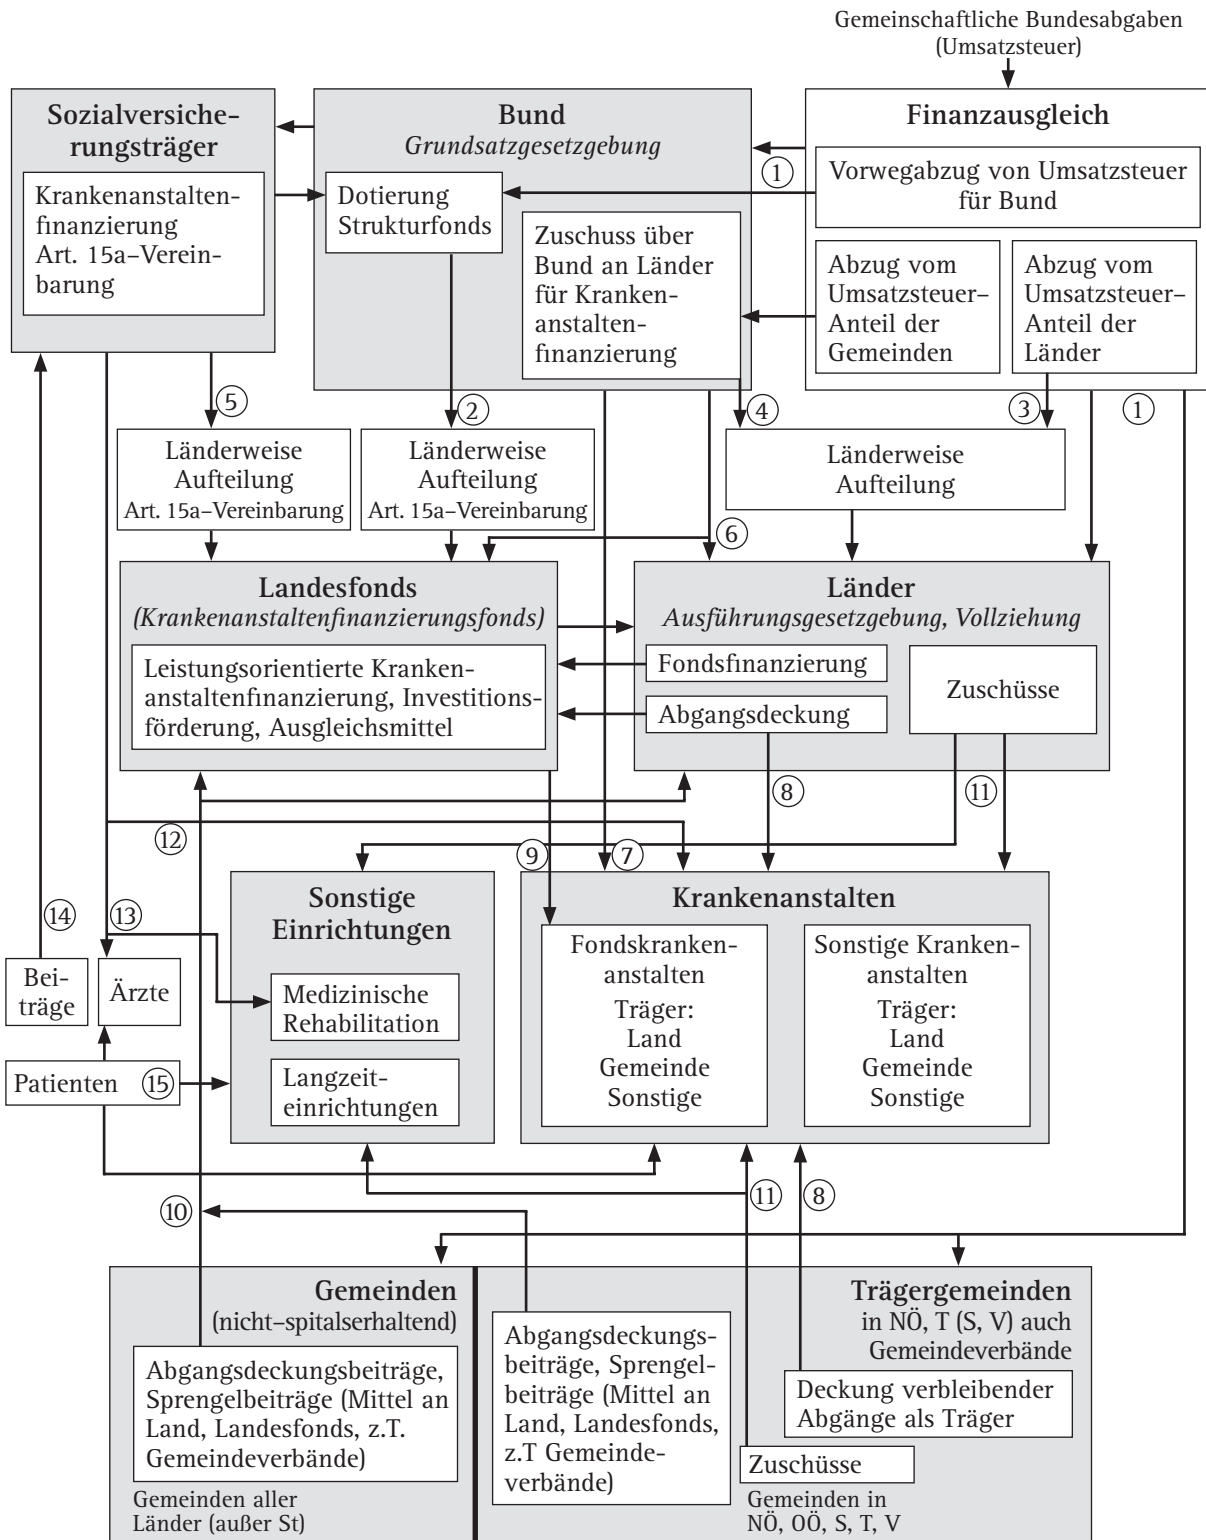 Gemeinschaftliche Bundesabgaben
(Umsatzsteuer)
Sozialversiche-
rungsträger
Krankenanstalten-
finanzierung
Art. 15a–Verein-
barung
Bund
Grundsatzgesetzgebung
Dotierung
Strukturfonds
Zuschuss über
Bund an Länder
für Kranken-
anstalten-
finanzierung
Finanzausgleich
Vorwegabzug von Umsatzsteuer
für Bund
Abzug vom
Umsatzsteuer–
Anteil der
Gemeinden
Abzug vom
Umsatzsteuer–
Anteil der
Länder
1
5
2
4
3
1
Länderweise
Aufteilung
Art. 15a–Vereinbarung
Länderweise
Aufteilung
Art. 15a–Vereinbarung
Länderweise
Aufteilung
6
Landesfonds
(Krankenanstaltenfinanzierungsfonds)
Leistungsorientierte Kranken-
anstaltenfinanzierung, Investitions-
förderung, Ausgleichsmittel
Länder
Ausführungsgesetzgebung, Vollziehung
Fondsfinanzierung
Abgangsdeckung
Zuschüsse
8
11
12
9
7
14
13
Sonstige
Einrichtungen
Medizinische
Rehabilitation
Langzeit-
einrichtungen
Krankenanstalten
Fondskranken-
anstalten
Träger:
Land
Gemeinde
Sonstige
Sonstige Kranken-
anstalten
Träger:
Land
Gemeinde
Sonstige
Bei-
träge
Ärzte
Patienten 15
10
11
8
Gemeinden
(nicht–spitalserhaltend)
Abgangsdeckungsbeiträge,
Sprengelbeiträge (Mittel an
Land, Landesfonds, z.T.
Gemeindeverbände)
Gemeinden aller
Länder (außer St)
Trägergemeinden
in NÖ, T (S, V) auch
Gemeindeverbände
Abgangsdeckungs-
beiträge, Sprengel-
beiträge (Mittel an
Land, Landesfonds,
z.T Gemeinde-
verbände)
Deckung verbleibender
Abgänge als Träger
Zuschüsse
Gemeinden in
NÖ, OÖ, S, T, V